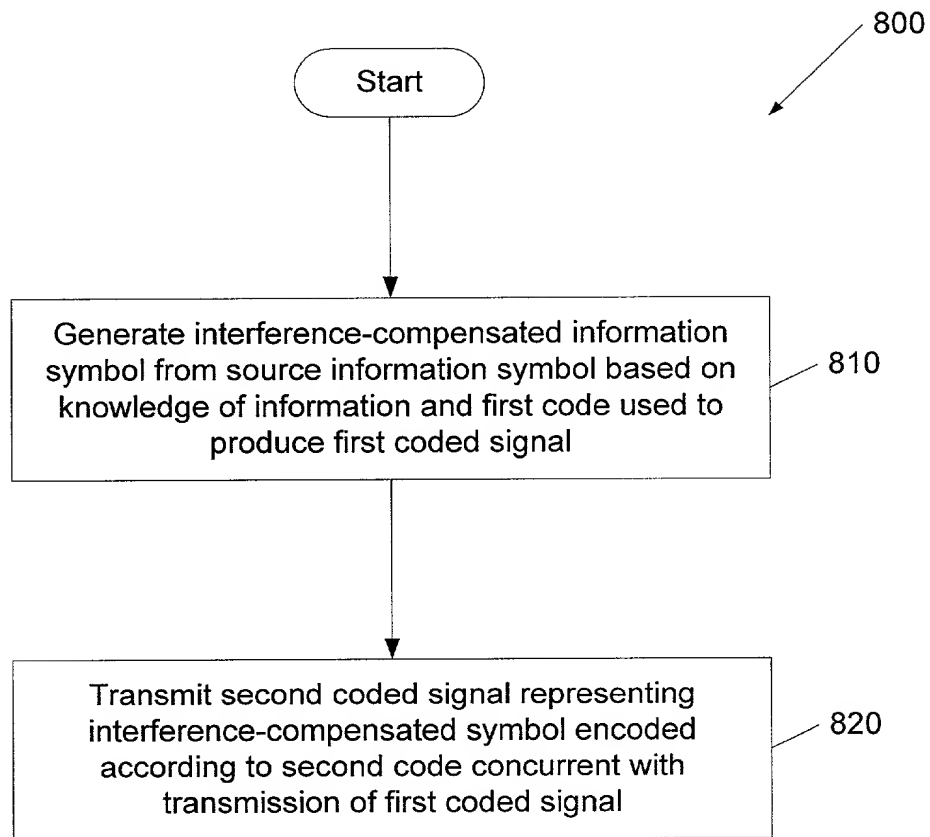 800
Start
Generate interference-compensated information
symbol from source information symbol based on
knowledge of information and first code used to
produce first coded signal
810
Transmit second coded signal representing
interference-compensated symbol encoded
according to second code concurrent with
transmission of first coded signal
820